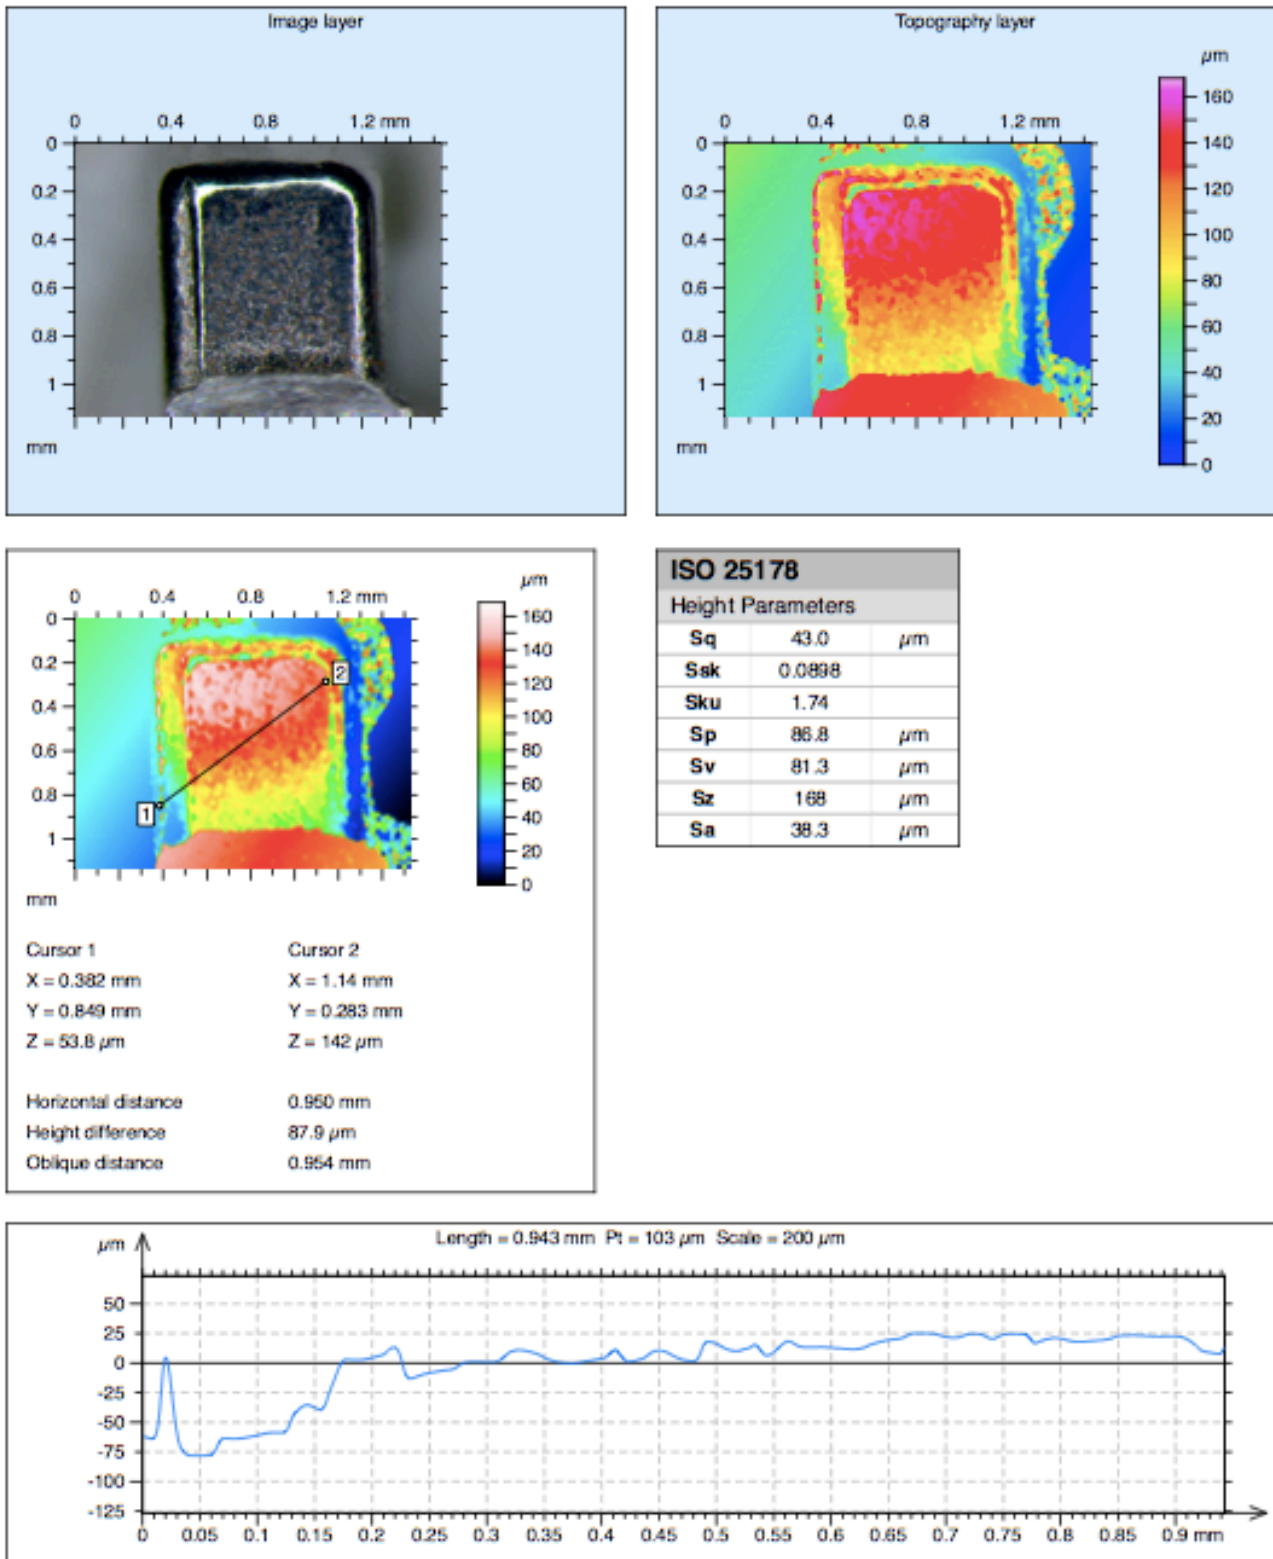 Image layer
0 0.4 0.8 1.2 mm
0
0.2
0.4
0.6
0.8
1
mm
Topography layer
µm
0 0.4 0.8 1.2 mm
0
0.2
0.4
0.6
0.8
1
mm
160
140
120
100
80
60
40
20
0
µm
0 0.4 0.8 1.2 mm
0
0.2
0.4
0.6
0.8
1
mm
1
2
160
140
120
100
80
60
40
20
0
Cursor 1 Cursor 2
X = 0.382 mm X = 1.14 mm
Y = 0.849 mm Y = 0.283 mm
Z = 53.8 µm Z = 142 µm
Horizontal distance 0.950 mm
Height difference 87.9 µm
Oblique distance 0.954 mm
ISO 25178
Height Parameters
Sq 43.0 µm
Ssk 0.0898
Sku 1.74
Sp 86.8 µm
Sv 81.3 µm
Sz 168 µm
Sa 38.3 µm
µm
Length = 0.943 mm Pt = 103 µm Scale = 200 µm
50
25
0
-25
-50
-75
-100
-125
0 0.05 0.1 0.15 0.2 0.25 0.3 0.35 0.4 0.45 0.5 0.55 0.6 0.65 0.7 0.75 0.8 0.85 0.9 mm